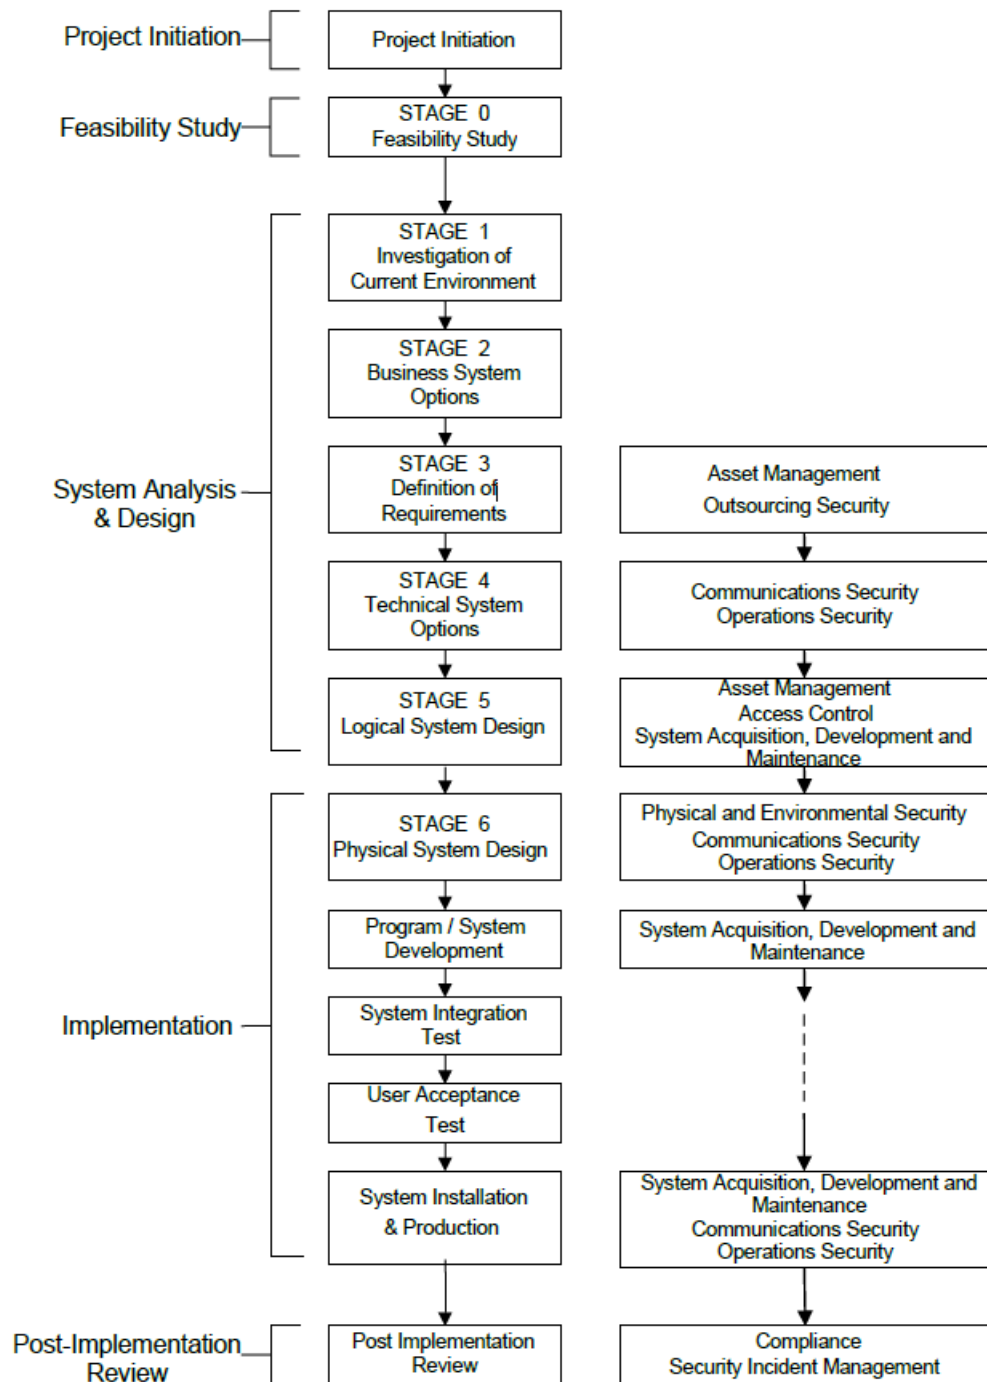 Project Initiation
Project Initiation
Feasibility Study
STAGE 0
Feasibility Study
STAGE 1
Investigation of
Current Environment
STAGE 2
Business System
Options
System Analysis
& Design
STAGE 3
Definition of
Requirements
Asset Management
Outsourcing Security
STAGE 4
Technical System
Options
Communications Security
Operations Security
STAGE 5
Logical System Design
Asset Management
Access Control
System Acquisition, Development and
Maintenance
Implementation
STAGE 6
Physical System Design
Physical and Environmental Security
Communications Security
Operations Security
Program / System
Development
System Acquisition, Development and
Maintenance
System Integration
Test
User Acceptance
Test
System Installation
& Production
System Acquisition, Development and
Maintenance
Communications Security
Operations Security
Post-Implementation
Review
Post Implementation
Review
Compliance
Security Incident Management